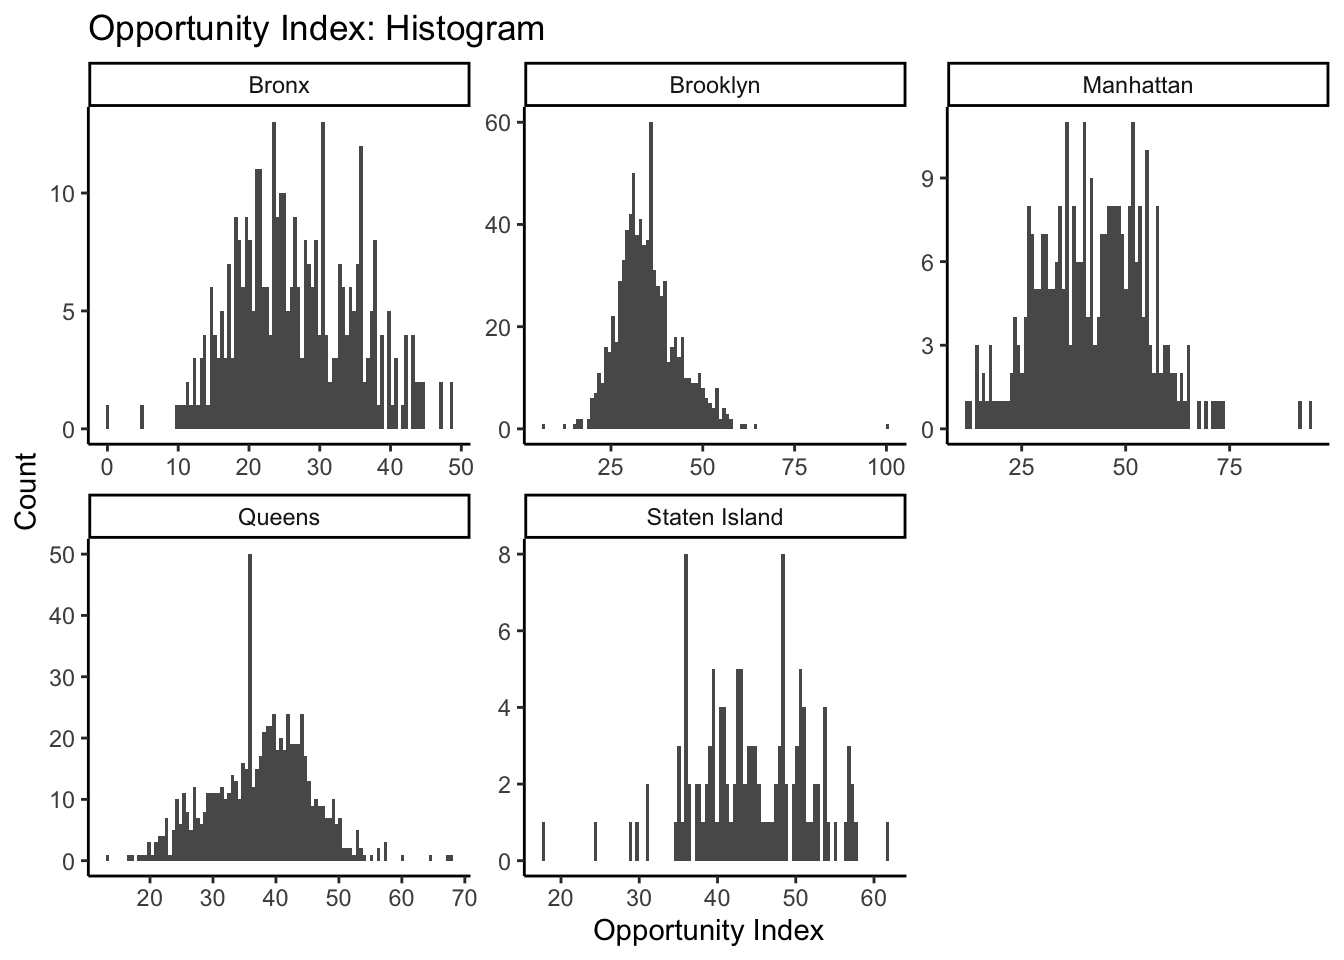 Opportunity Index: Histogram
Bronx
Brooklyn
Manhattan
10
5
0
0 10 20 30 40 50
60
40
20
0
25 50 75 100
9
6
3
0
25 50 75
Count
Queens
Staten Island
50
40
30
20
10
0
20 30 40 50 60 70
8
6
4
2
0
20 30 40 50 60
Opportunity Index